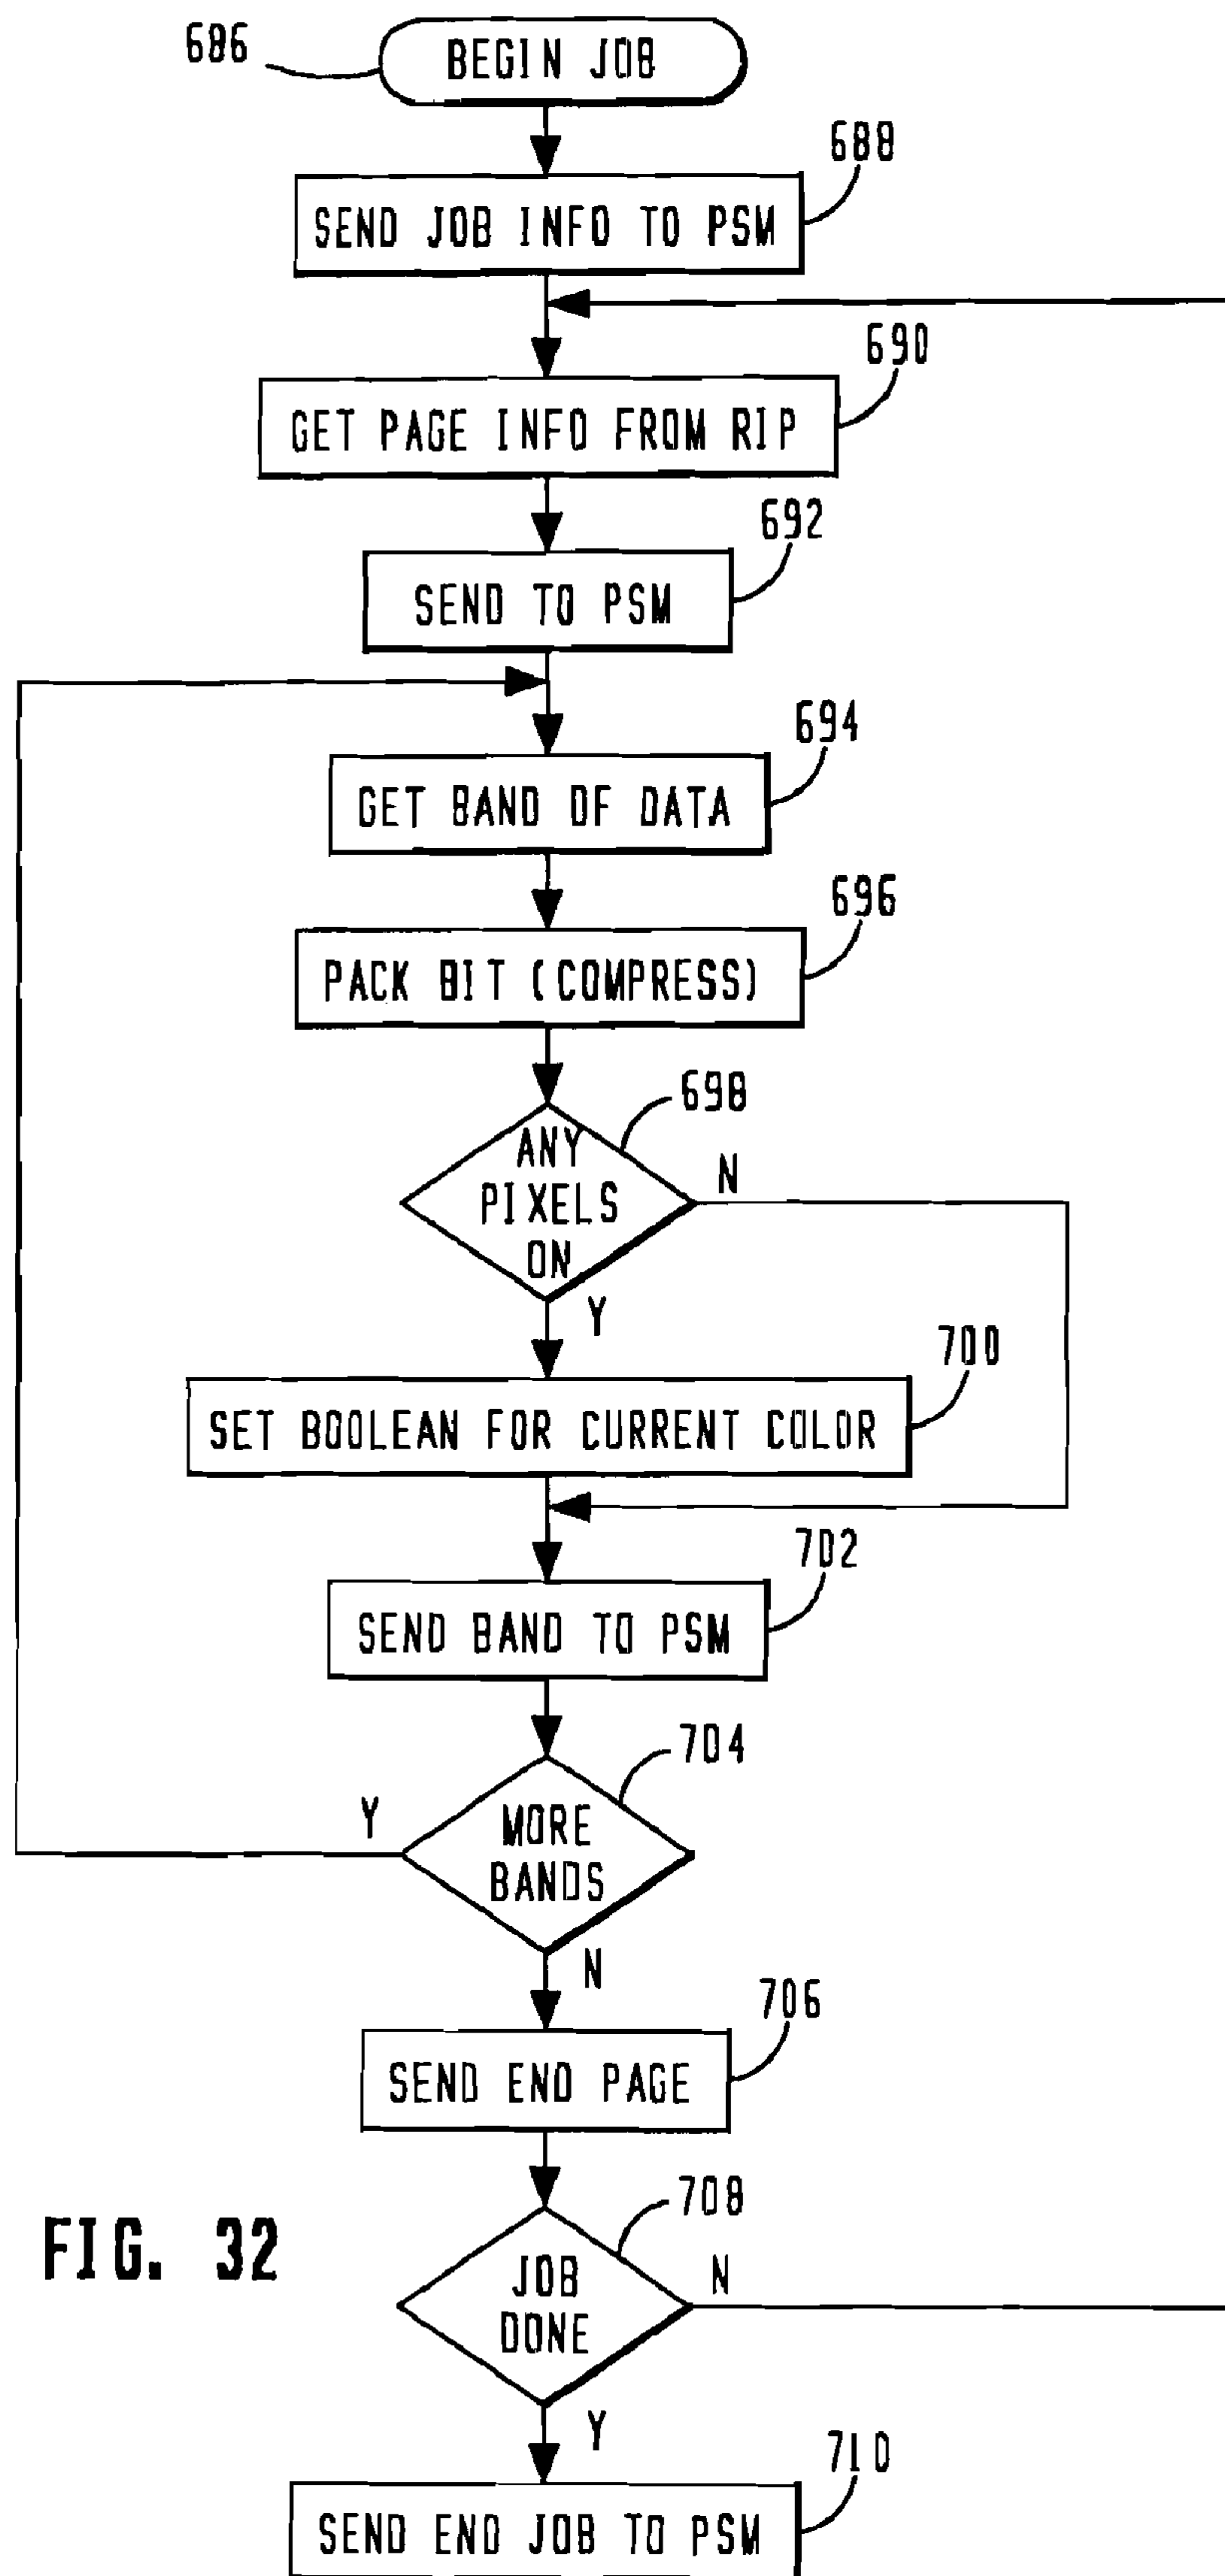 686
BEGIN JOB
688
SEND JOB INFO TO PSM
690
GET PAGE INFO FROM RIP
692
SEND TO PSM
694
GET BAND OF DATA
696
PACK BIT (COMPRESS)
698
ANY
PIXELS
ON
N
Y
700
SET BOOLEAN FOR CURRENT COLOR
702
SEND BAND TO PSM
704
Y
MORE
BANDS
N
706
SEND END PAGE
708
FIG. 32
JOB
DONE
N
Y
710
SEND END JOB TO PSM